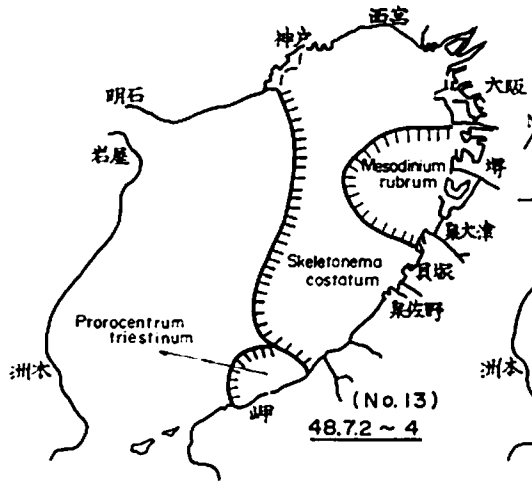 西宮
神戸
大阪
明石
岩屋
堺
Mesodinium
rubrum
泉大津
貝塚
Skeletonema
costatum
泉佐野
Prorocentrum
triestinum
洲本
洲本
岬
(No.13)
48.7.2 ~ 4